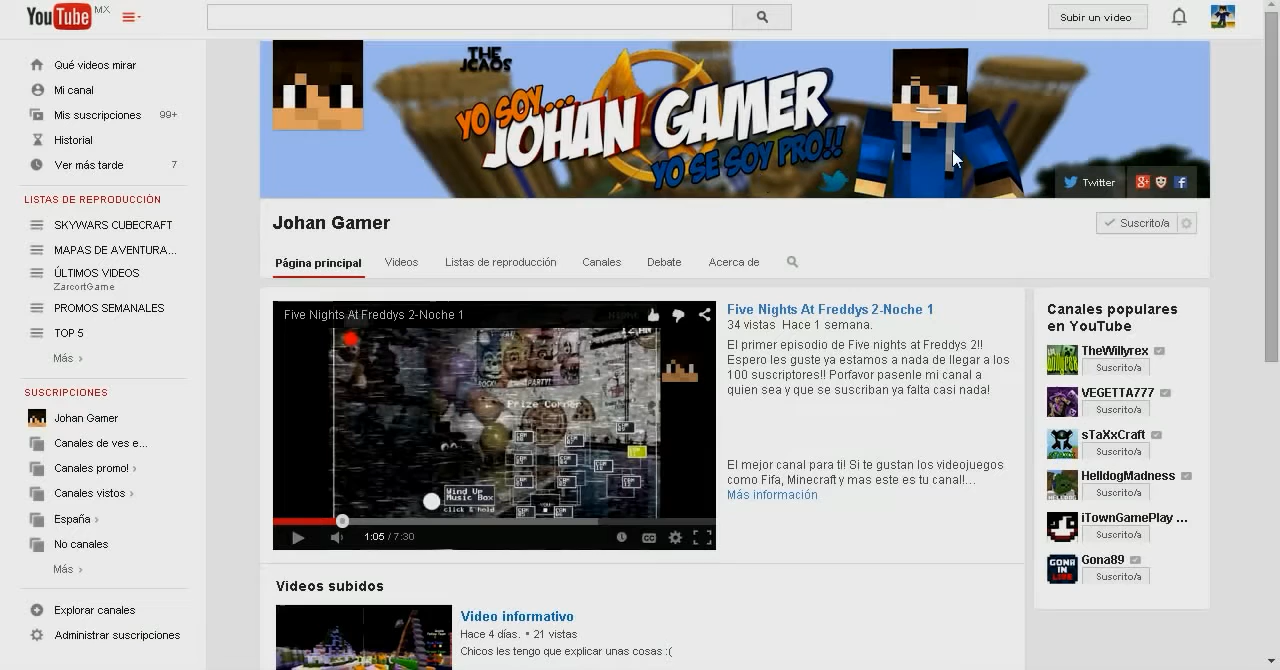 YouTube MX
Subir un video
Qué videos mirar
Mi canal
Mis suscripciones 99+
Historial
Ver más tarde 7
LISTAS DE REPRODUCCIÓN
SKYWARS CUBECRAFT
MAPAS DE AVENTURA...
ÚLTIMOS VIDEOS
ZarcortGame
PROMOS SEMANALES
TOP 5
Más ›
SUSCRIPCIONES
Johan Gamer
Canales de ves e...
Canales promo! ›
Canales vistos ›
España ›
No canales
Más ›
Explorar canales
Administrar suscripcio
THE JCAOS
YO SOY...
JOHAN GAMER
YO SE SOY PRO!!
Twitter
Johan Gamer
Suscrito/a
Página principal Videos Listas de reproducción Canales Debate Acerca de
Five Nights At Freddys 2-Noche 1
Prize Corner
Wind Up
Music Box
click & hold
1:05 / 7:30
Five Nights At Freddys 2-Noche 1
34 vistas Hace 1 semana.
El primer episodio de Five nights at Freddys 2!!
Espero les guste ya estamos a nada de llegar a los
100 suscriptores!! Porfavor pasenle mi canal a
quien sea y que se suscriban ya falta casi nada!
El mejor canal para ti! Si te gustan los videojuegos
como Fifa, Minecraft y mas este es tu canal!...
Más información
Videos subidos
Video informativo
Hace 4 días. • 21 vistas
Chicos les tengo que explicar unas cosas :(
Canales populares
en YouTube
TheWillyrex
Suscrito/a
VEGETTA777
Suscrito/a
sTaXxCraft
Suscrito/a
HelldogMadness
Suscrito/a
iTownGamePlay ...
Suscrito/a
Gona89
Suscrito/a